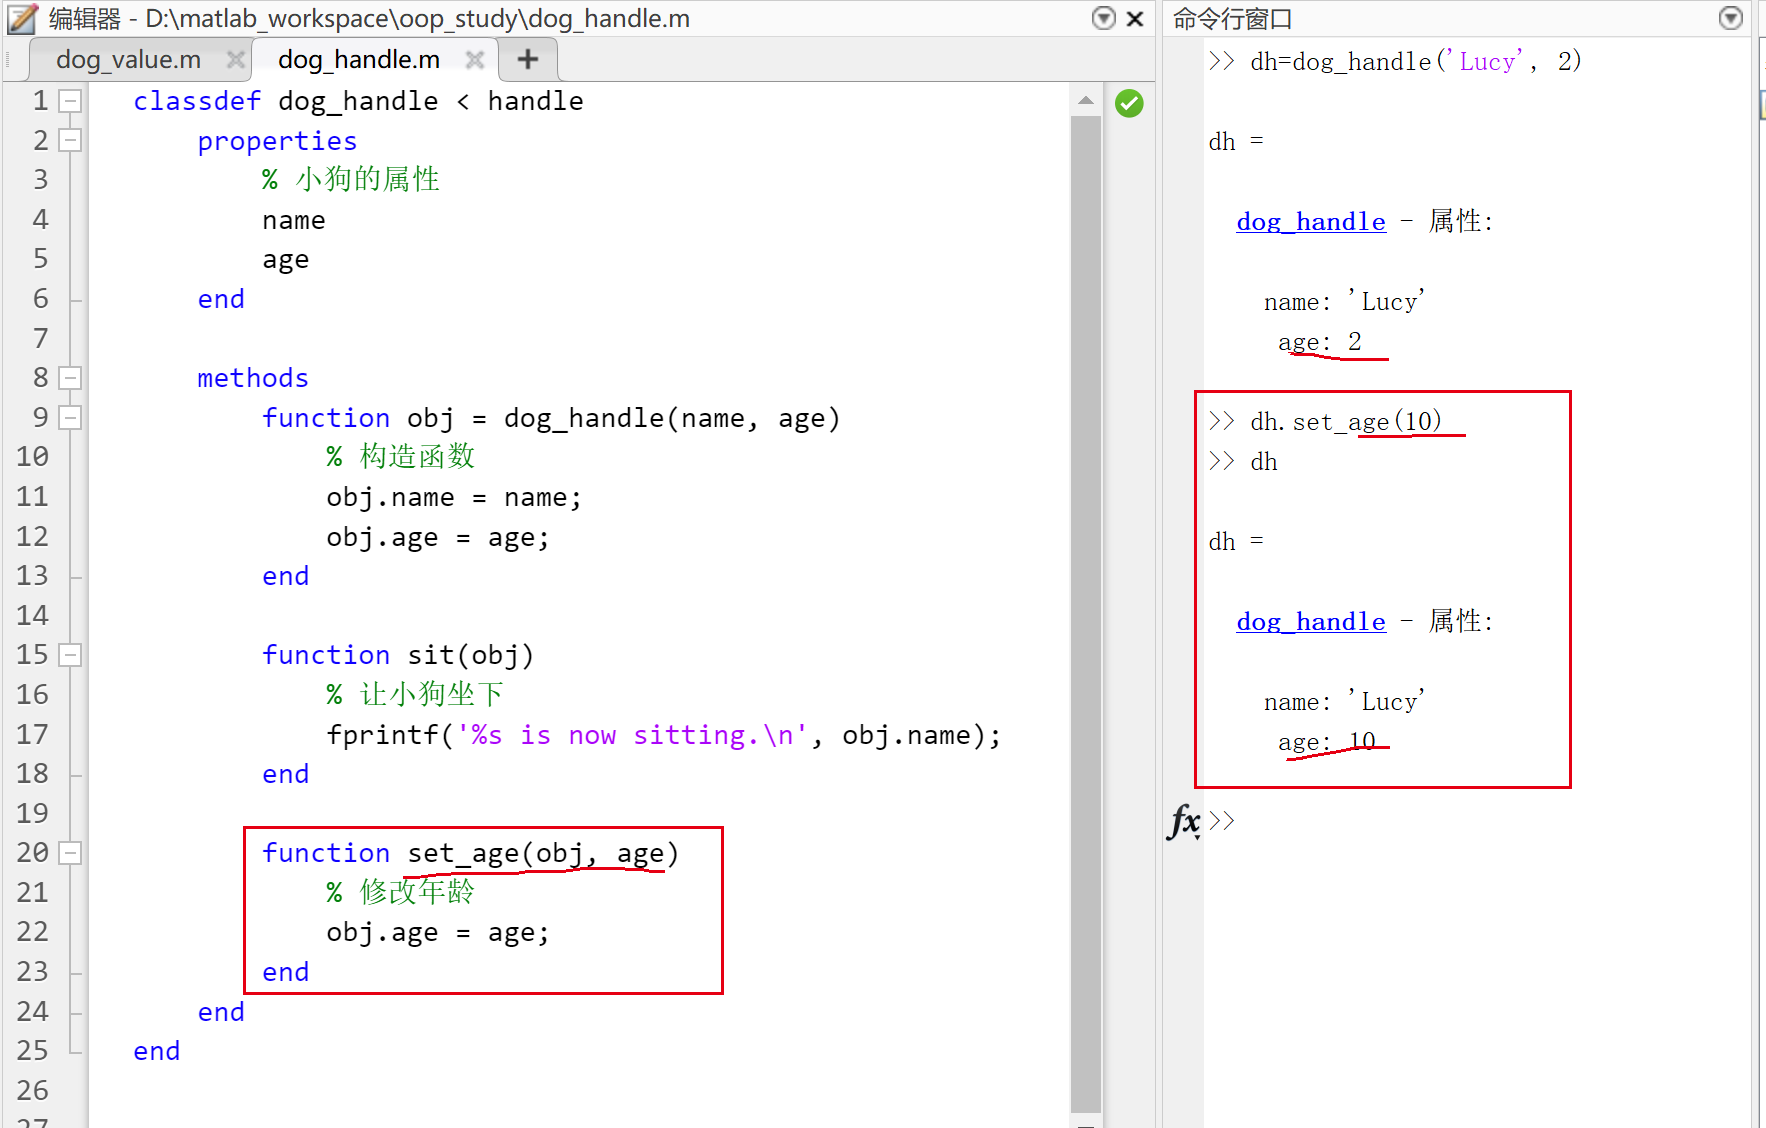 编辑器 - D:\matlab_workspace\oop_study\dog_handle.m
dog_value.m
dog_handle.m
1 classdef dog_handle < handle
2 properties
3 % 小狗的属性
4 name
5 age
6 end
7
8 methods
9 function obj = dog_handle(name, age)
10 % 构造函数
11 obj.name = name;
12 obj.age = age;
13 end
14
15 function sit(obj)
16 % 让小狗坐下
17 fprintf('%s is now sitting.\n', obj.name);
18 end
19
20 function set_age(obj, age)
21 % 修改年龄
22 obj.age = age;
23 end
24 end
25 end
26
27
命令行窗口
>> dh=dog_handle('Lucy', 2)
dh =
dog_handle - 属性:
name: 'Lucy'
age: 2
>> dh.set_age(10)
>> dh
dh =
dog_handle - 属性:
name: 'Lucy'
age: 10
fx >>